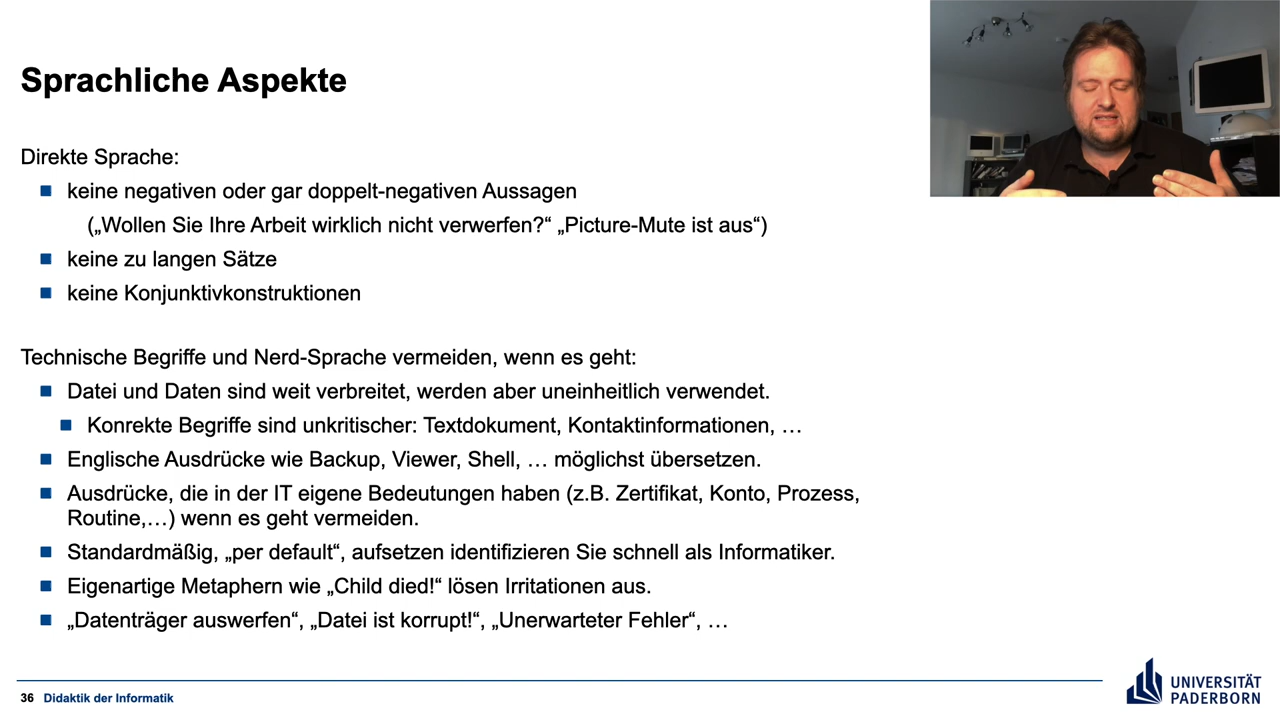 Sprachliche Aspekte
Direkte Sprache:
keine negativen oder gar doppelt-negativen Aussagen
(„Wollen Sie Ihre Arbeit wirklich nicht verwerfen?“ „Picture-Mute ist aus“)
keine zu langen Sätze
keine Konjunktivkonstruktionen
Technische Begriffe und Nerd-Sprache vermeiden, wenn es geht:
Datei und Daten sind weit verbreitet, werden aber uneinheitlich verwendet.
Konrekte Begriffe sind unkritischer: Textdokument, Kontaktinformationen, …
Englische Ausdrücke wie Backup, Viewer, Shell, … möglichst übersetzen.
Ausdrücke, die in der IT eigene Bedeutungen haben (z.B. Zertifikat, Konto, Prozess,
Routine,…) wenn es geht vermeiden.
Standardmäßig, „per default“, aufsetzen identifizieren Sie schnell als Informatiker.
Eigenartige Metaphern wie „Child died!“ lösen Irritationen aus.
„Datenträger auswerfen“, „Datei ist korrupt!“, „Unerwarteter Fehler“, …
36 Didaktik der Informatik
UNIVERSITÄT
PADERBORN